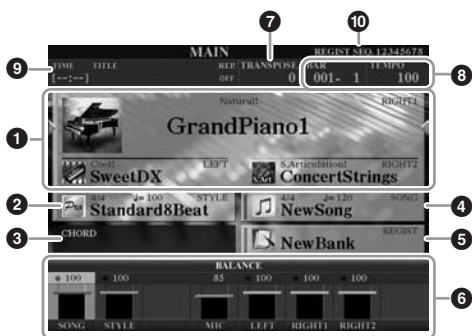 7 10
MAIN REGIST SEQ.12345678
9 TIME TITLE REP. TRANSPOSE BAR TEMPO 8
[--:--] OFF 0 001- 1 100
1 Natural! RIGHT1
GrandPiano1
Cool! LEFT S.Articulation! RIGHT2
SweetDX S.Art ConcertStrings
2 Pro 4/4 ♩= 100 STYLE 4/4 ♩= 120 SONG 4
Standard8Beat NewSong
3 CHORD REGIST 5
NewBank
BALANCE
100 100 85 100 100 100 6
SONG STYLE MIC LEFT RIGHT1 RIGHT2